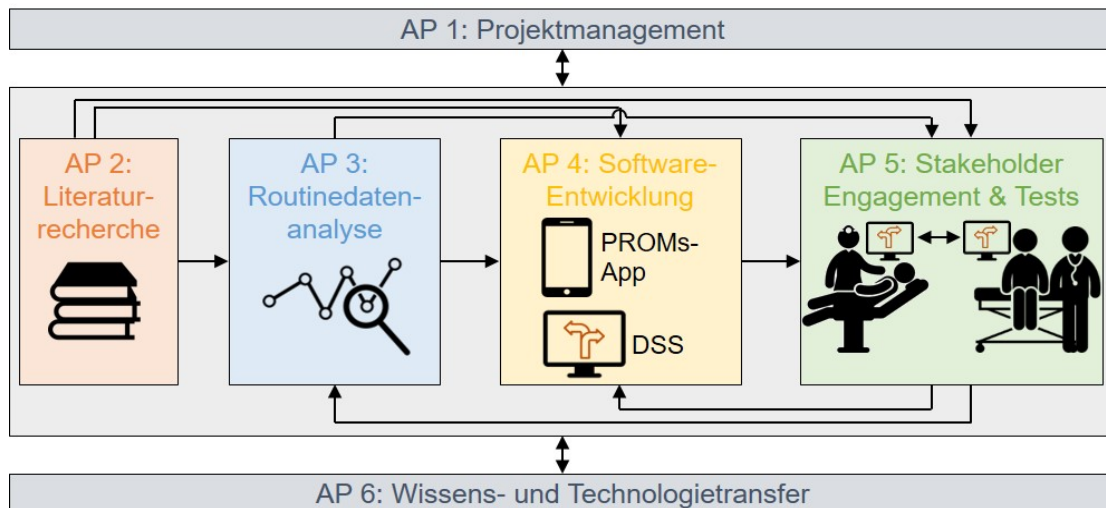 AP 1: Projektmanagement
AP 2:
Literatur-
recherche
AP 3:
Routinedaten-
analyse
AP 4: Software-
Entwicklung
PROMs-
App
DSS
AP 5: Stakeholder
Engagement & Tests
AP 6: Wissens- und Technologietransfer